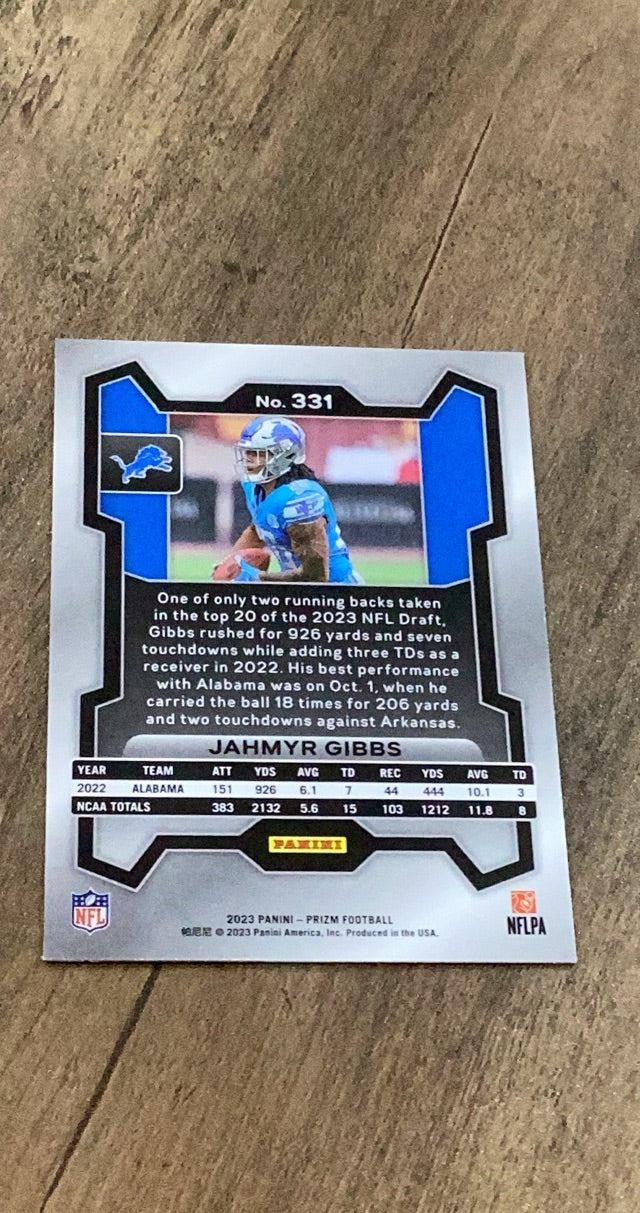 No. 331
One of only two running backs taken
in the top 20 of the 2023 NFL Draft,
Gibbs rushed for 926 yards and seven
touchdowns while adding three TDs as a
receiver in 2022. His best performance
with Alabama was on Oct. 1, when he
carried the ball 18 times for 206 yards
and two touchdowns against Arkansas.
JAHMYR GIBBS
YEAR TEAM ATT YDS AVG TD REC YDS AVG TD
2022 ALABAMA 151 926 6.1 7 44 444 10.1 3
NCAA TOTALS 383 2132 5.6 15 103 1212 11.8 8
PANINI
NFL
2023 PANINI – PRIZM FOOTBALL
帕尼尼 © 2023 Panini America, Inc. Produced in the USA.
NFLPA